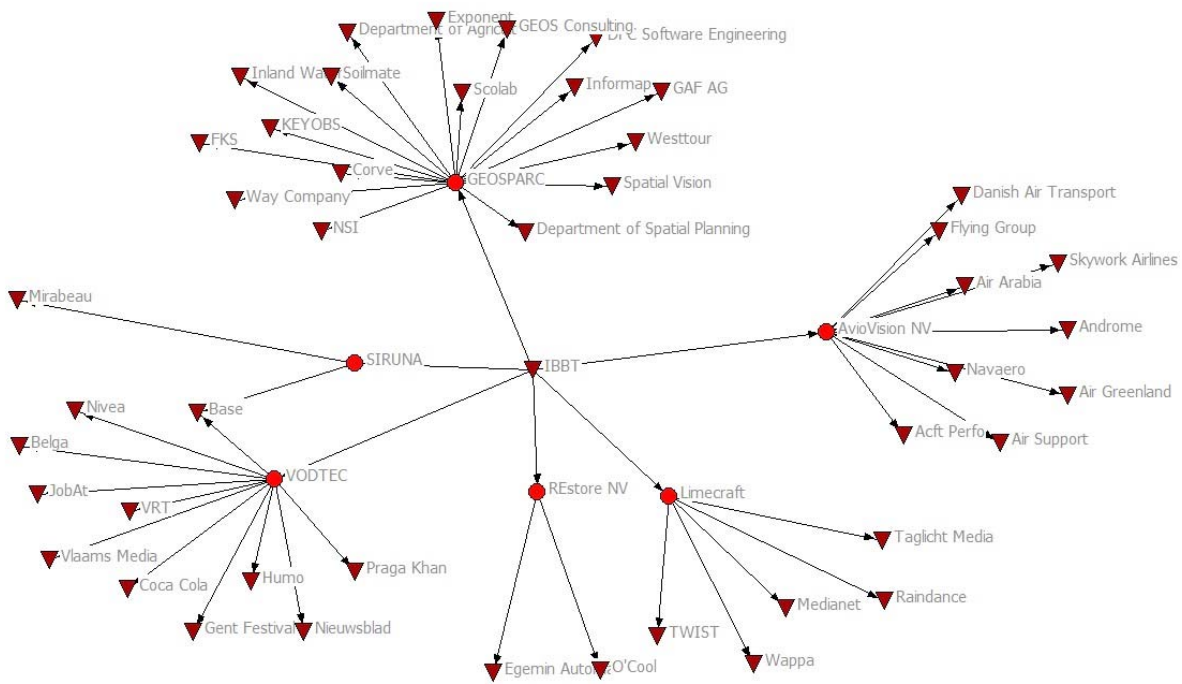 Exponent
Department of Agricult
GEOS Consulting
DFC Software Engineering
Inland Wate
Soilmate
Scolab
Informap
GAF AG
KEYOBS
FKS
Westtour
Corve
GEOSPARC
Spatial Vision
Way Company
Danish Air Transport
NSI
Department of Spatial Planning
Flying Group
Skywork Airlines
Air Arabia
Mirabeau
AvioVision NV
Androme
SIRUNA
IBBT
Navaero
Air Greenland
Nivea
Base
Acft Perfo
Air Support
Belga
VODTEC
JobAt
REstore NV
Limecraft
VRT
Taglicht Media
Vlaams Media
Praga Khan
Coca Cola
Humo
Medianet
Raindance
Gent Festival
Nieuwsblad
TWIST
Wappa
Egemin Autom
O'Cool